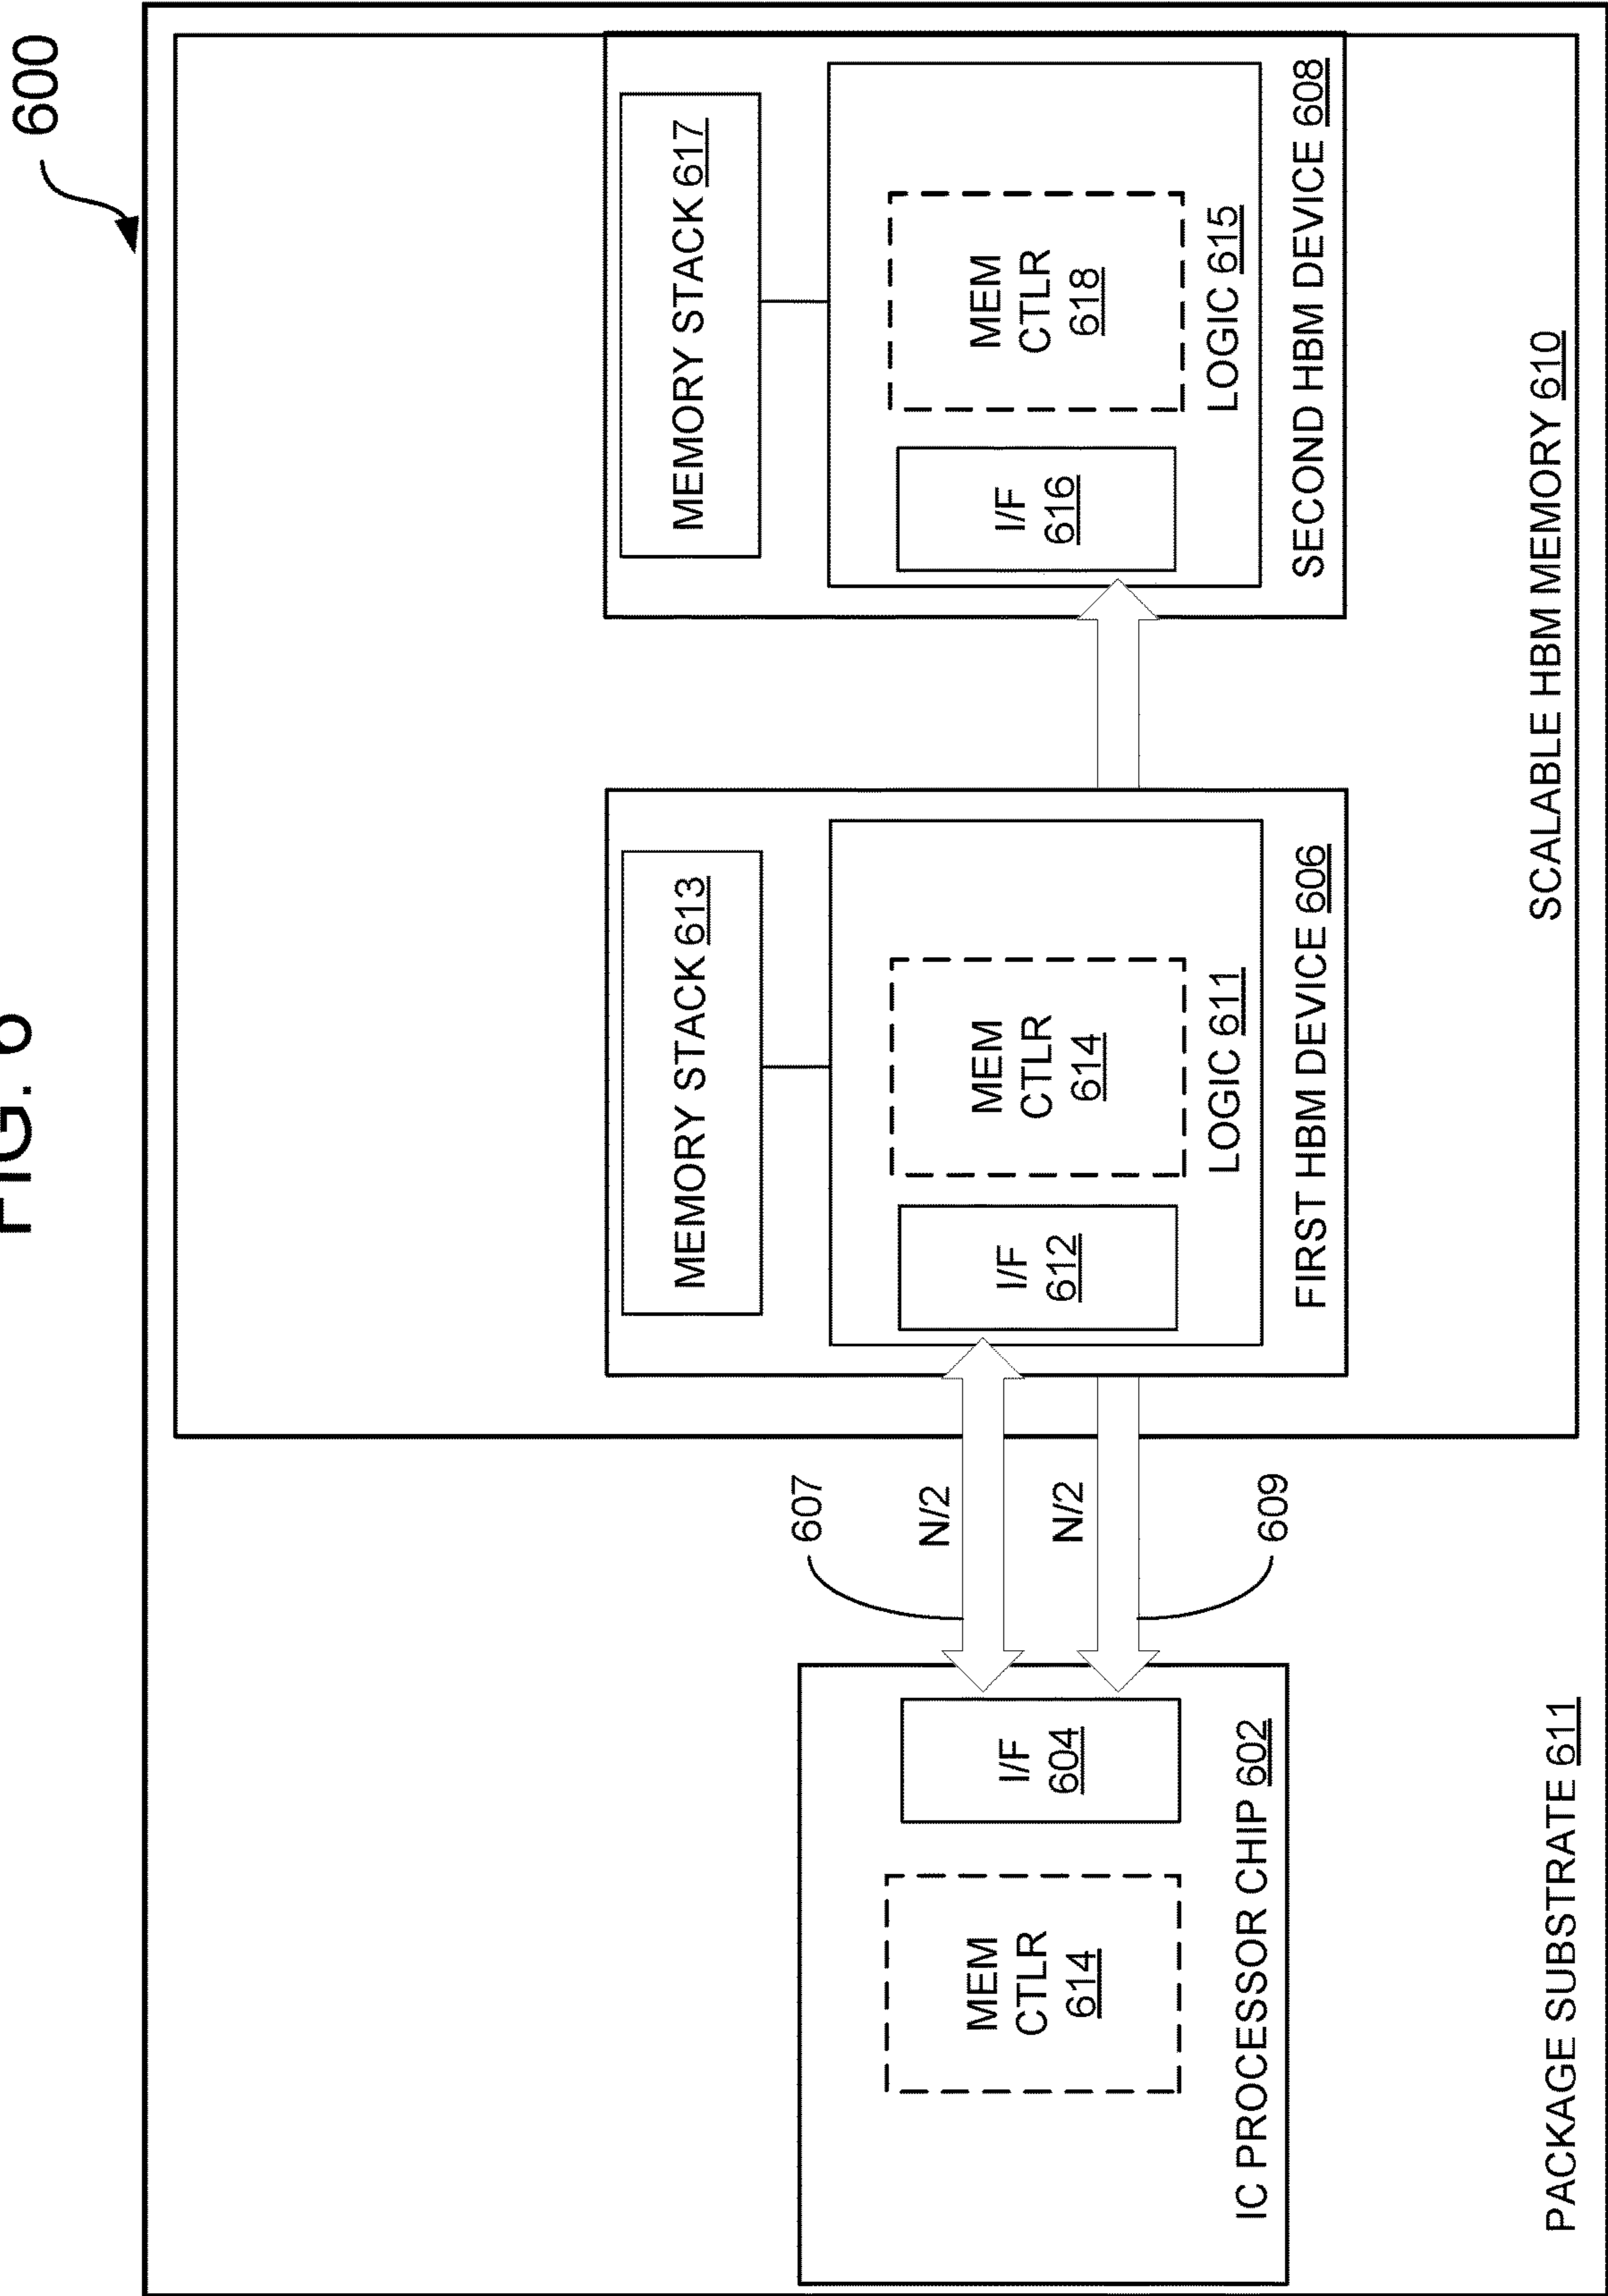 FIG. 6
600
PACKAGE SUBSTRATE 611
IC PROCESSOR CHIP 602
MEM
CTLR
614
I/F
604
607
N/2
N/2
609
SCALABLE HBM MEMORY 610
FIRST HBM DEVICE 606
MEMORY STACK 613
I/F
612
MEM
CTLR
614
LOGIC 611
SECOND HBM DEVICE 608
MEMORY STACK 617
I/F
616
MEM
CTLR
618
LOGIC 615